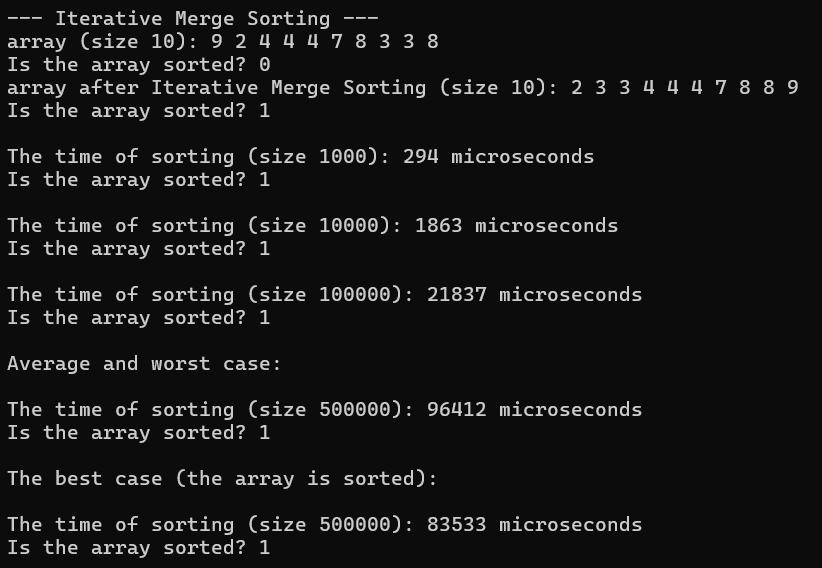 --- Iterative Merge Sorting ---
array (size 10): 9 2 4 4 4 7 8 3 3 8
Is the array sorted? 0
array after Iterative Merge Sorting (size 10): 2 3 3 4 4 4 7 8 8 9
Is the array sorted? 1
The time of sorting (size 1000): 294 microseconds
Is the array sorted? 1
The time of sorting (size 10000): 1863 microseconds
Is the array sorted? 1
The time of sorting (size 100000): 21837 microseconds
Is the array sorted? 1
Average and worst case:
The time of sorting (size 500000): 96412 microseconds
Is the array sorted? 1
The best case (the array is sorted):
The time of sorting (size 500000): 83533 microseconds
Is the array sorted? 1